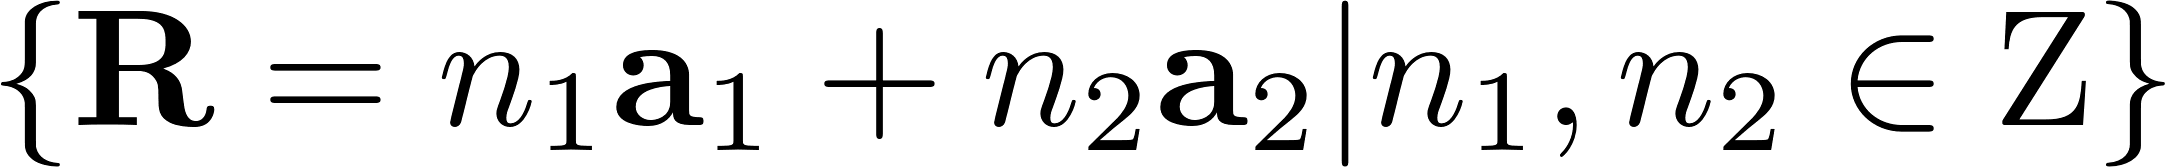 {𝐑 = n₁𝐚₁ + n₂𝐚₂|n₁, n₂ ∈ Z}